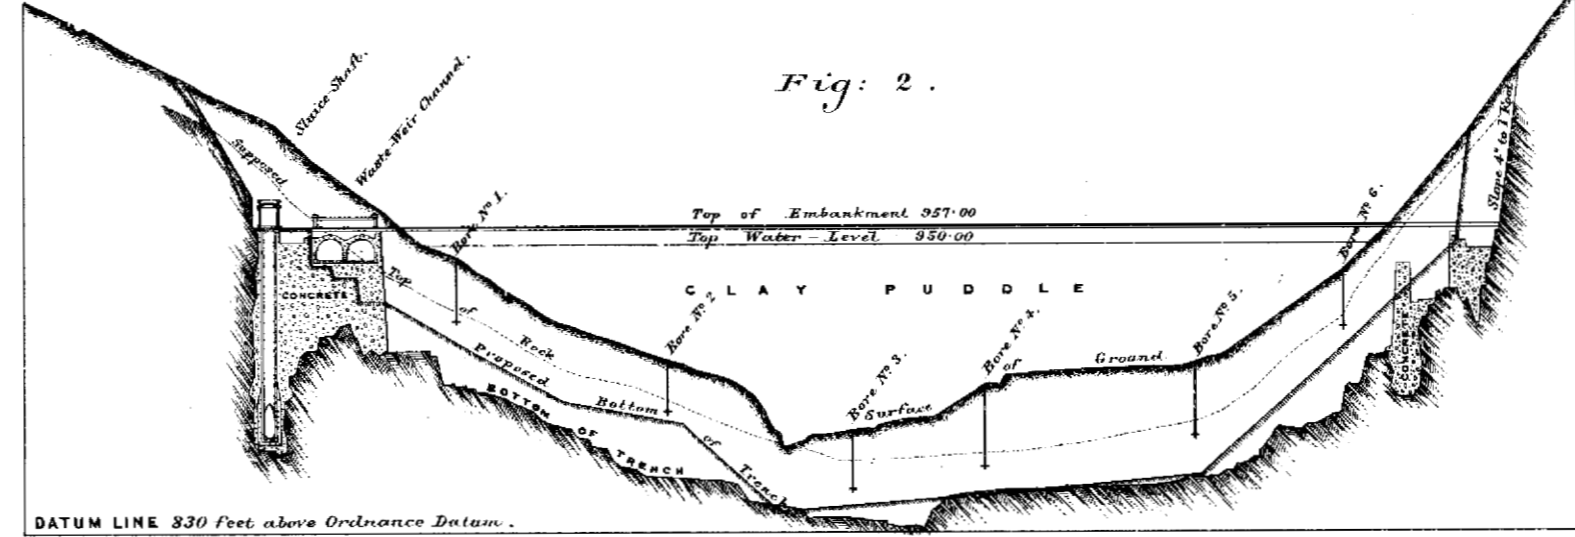 Fig: 2.
Sluice-Shaft.
Waste-Weir Channel.
Supposed Top of Rock
Top of Embankment 957·00
Top Water-Level 950·00
CLAY PUDDLE
Bore No 1.
Bore No 2
Bore No 3.
Bore No 4.
Bore No 5.
Bore No 6.
Slope 4" to 1 Foot
CONCRETE
CONCRETE
Surface of Ground
Proposed Bottom of Trench
BOTTOM OF TRENCH
DATUM LINE 830 feet above Ordnance Datum.